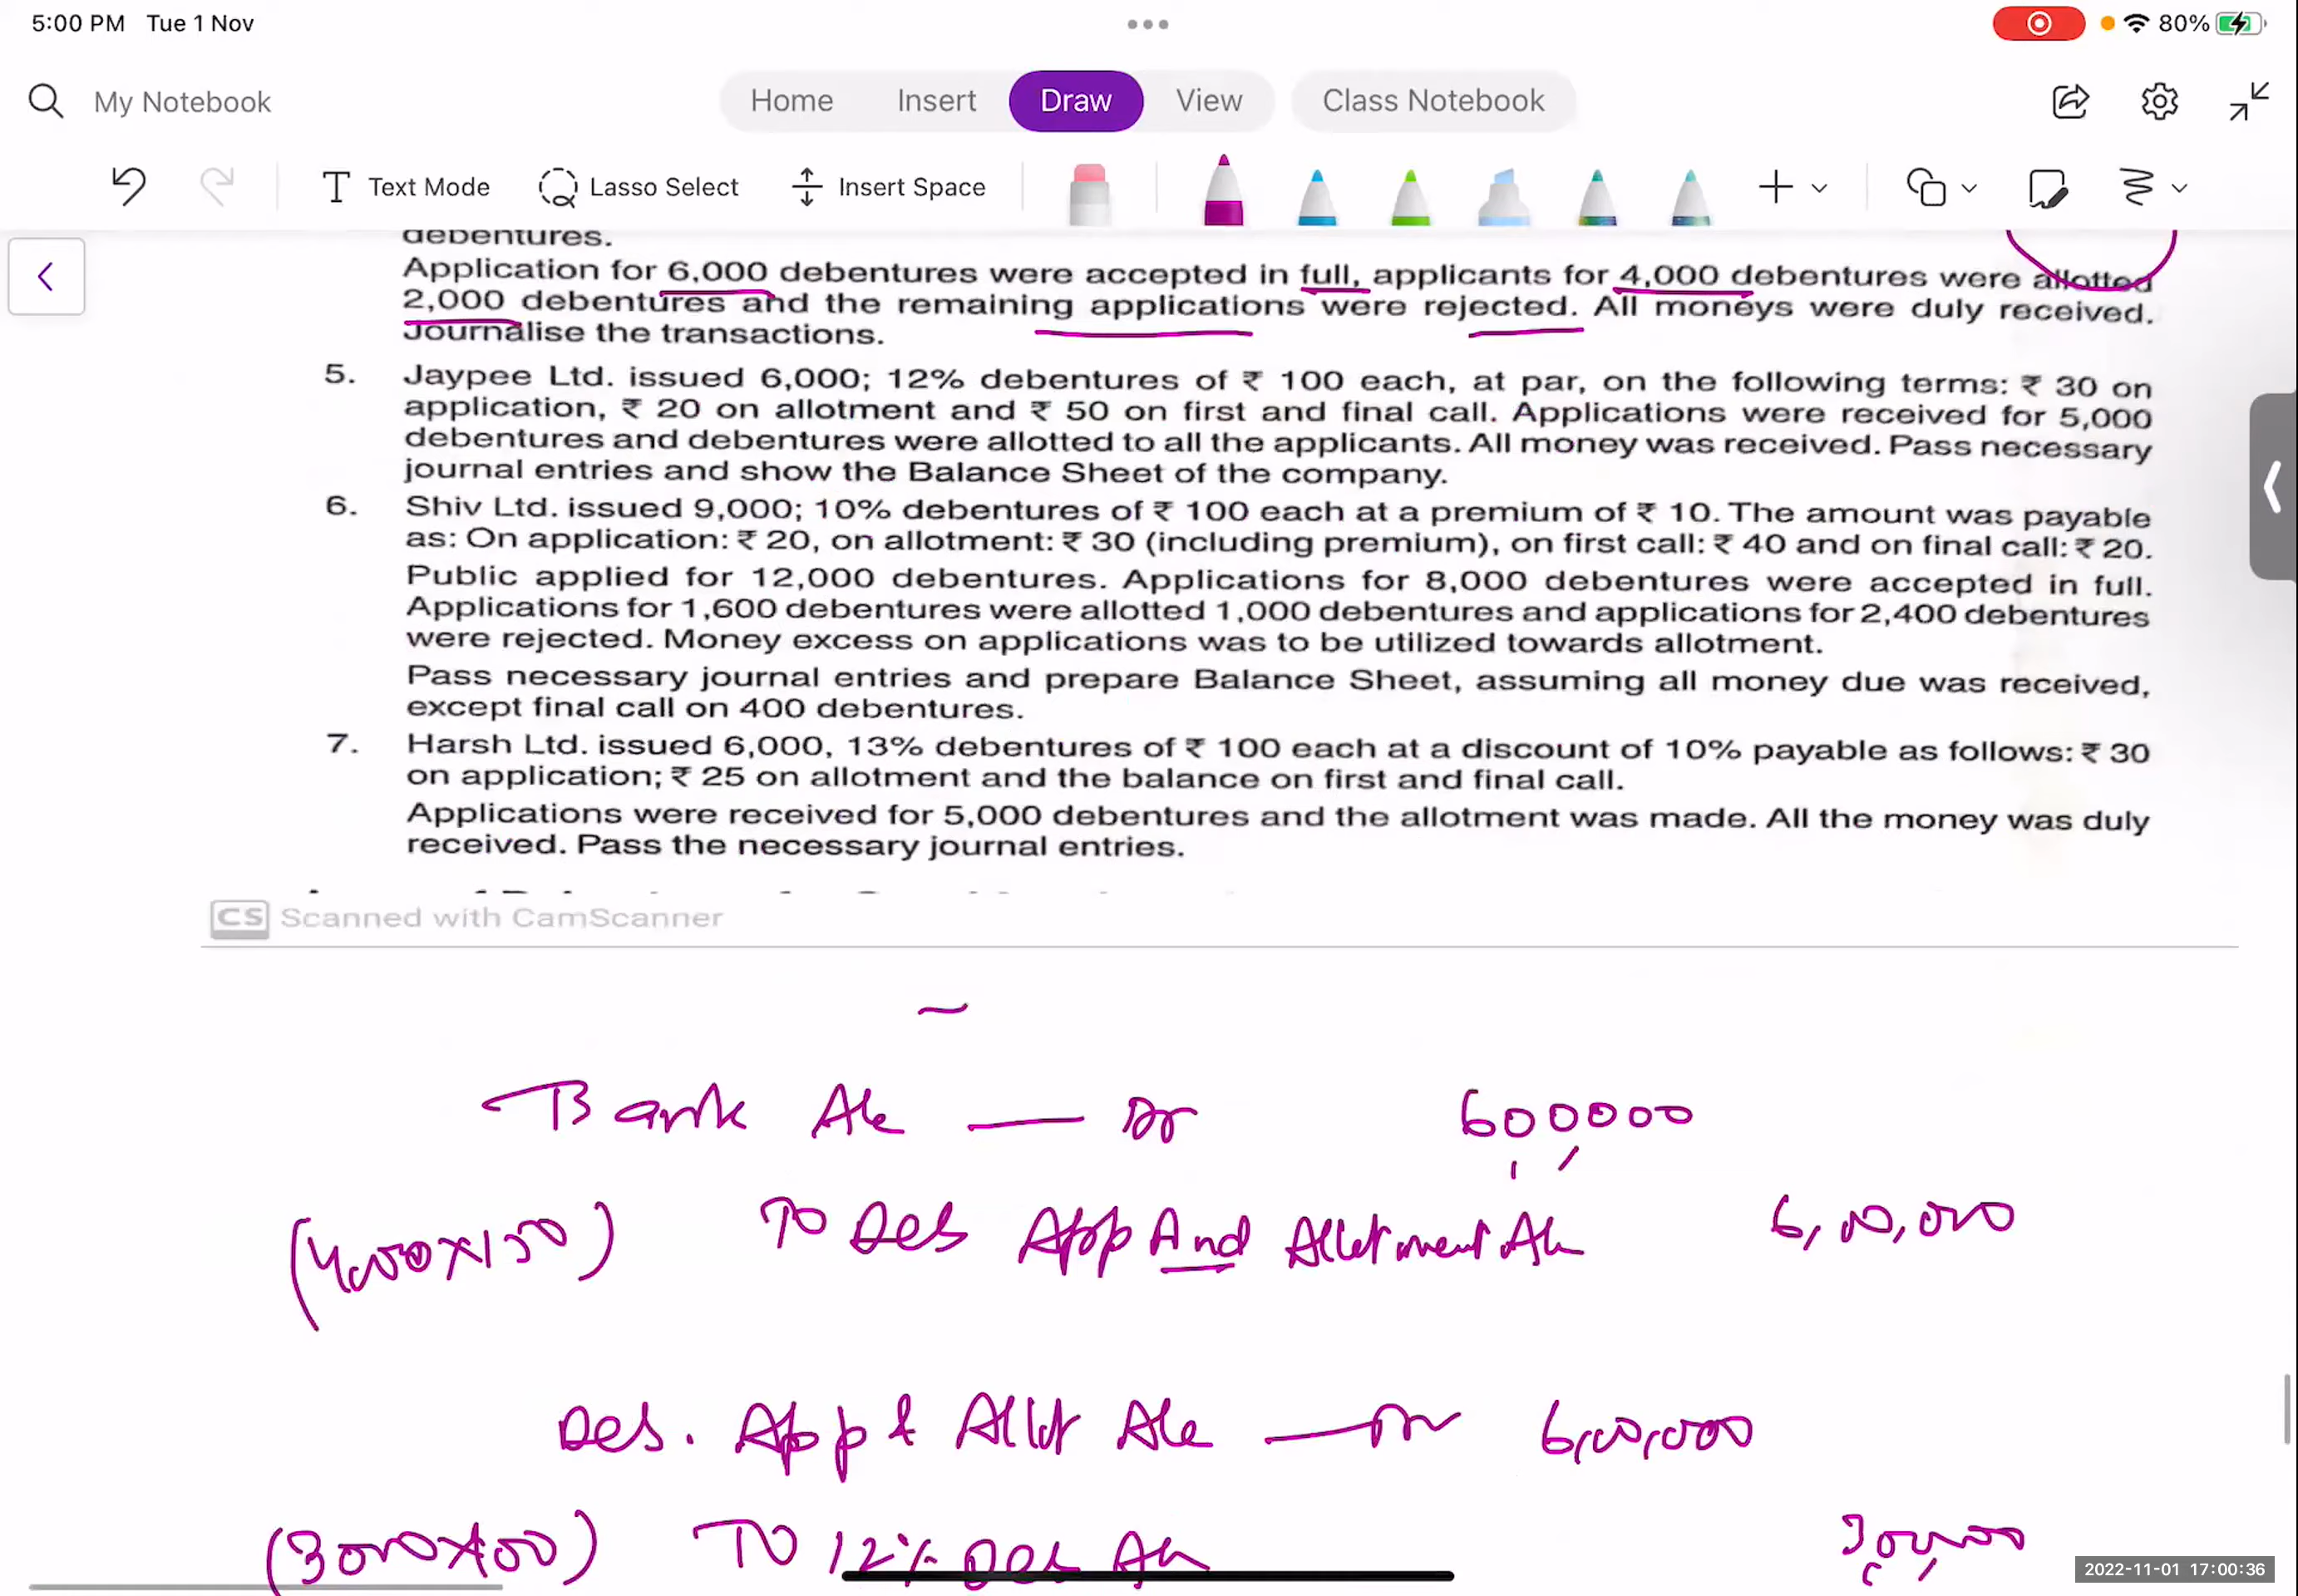 5:00 PM Tue 1 Nov
80%
My Notebook
Home Insert Draw View Class Notebook
Text Mode Lasso Select Insert Space
debentures.
Application for 6,000 debentures were accepted in full, applicants for 4,000 debentures were allotted
2,000 debentures and the remaining applications were rejected. All moneys were duly received.
Journalise the transactions.
5. Jaypee Ltd. issued 6,000; 12% debentures of ₹ 100 each, at par, on the following terms: ₹ 30 on
application, ₹ 20 on allotment and ₹ 50 on first and final call. Applications were received for 5,000
debentures and debentures were allotted to all the applicants. All money was received. Pass necessary
journal entries and show the Balance Sheet of the company.
6. Shiv Ltd. issued 9,000; 10% debentures of ₹ 100 each at a premium of ₹ 10. The amount was payable
as: On application: ₹ 20, on allotment: ₹ 30 (including premium), on first call: ₹ 40 and on final call: ₹ 20.
Public applied for 12,000 debentures. Applications for 8,000 debentures were accepted in full.
Applications for 1,600 debentures were allotted 1,000 debentures and applications for 2,400 debentures
were rejected. Money excess on applications was to be utilized towards allotment.
Pass necessary journal entries and prepare Balance Sheet, assuming all money due was received,
except final call on 400 debentures.
7. Harsh Ltd. issued 6,000, 13% debentures of ₹ 100 each at a discount of 10% payable as follows: ₹ 30
on application; ₹ 25 on allotment and the balance on first and final call.
Applications were received for 5,000 debentures and the allotment was made. All the money was duly
received. Pass the necessary journal entries.
CS Scanned with CamScanner
Bank A/c — Dr 600000
(4,000×150) To Deb App And Allotment A/c 6,00,000
Deb. App & Allot A/c — Dr 6,00,000
To 12% Deb A/c
2022-11-01 17:00:36